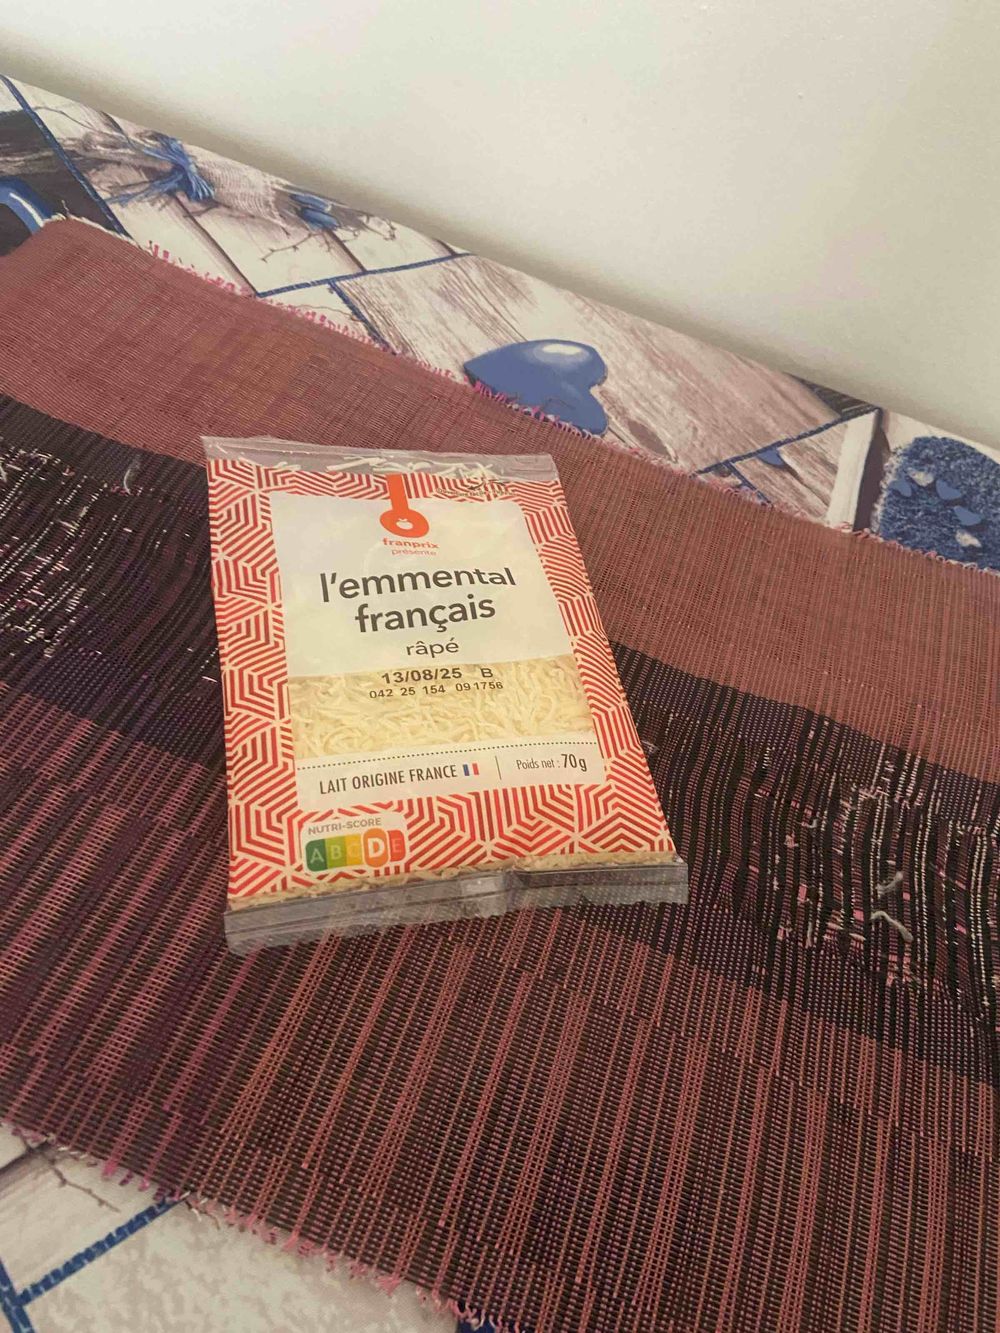 franprix
présente
l'emmental
français
râpé
13/08/25 B
042 25 154 091756
LAIT ORIGINE FRANCE
Poids net : 70g
NUTRI-SCORE
A B C D E